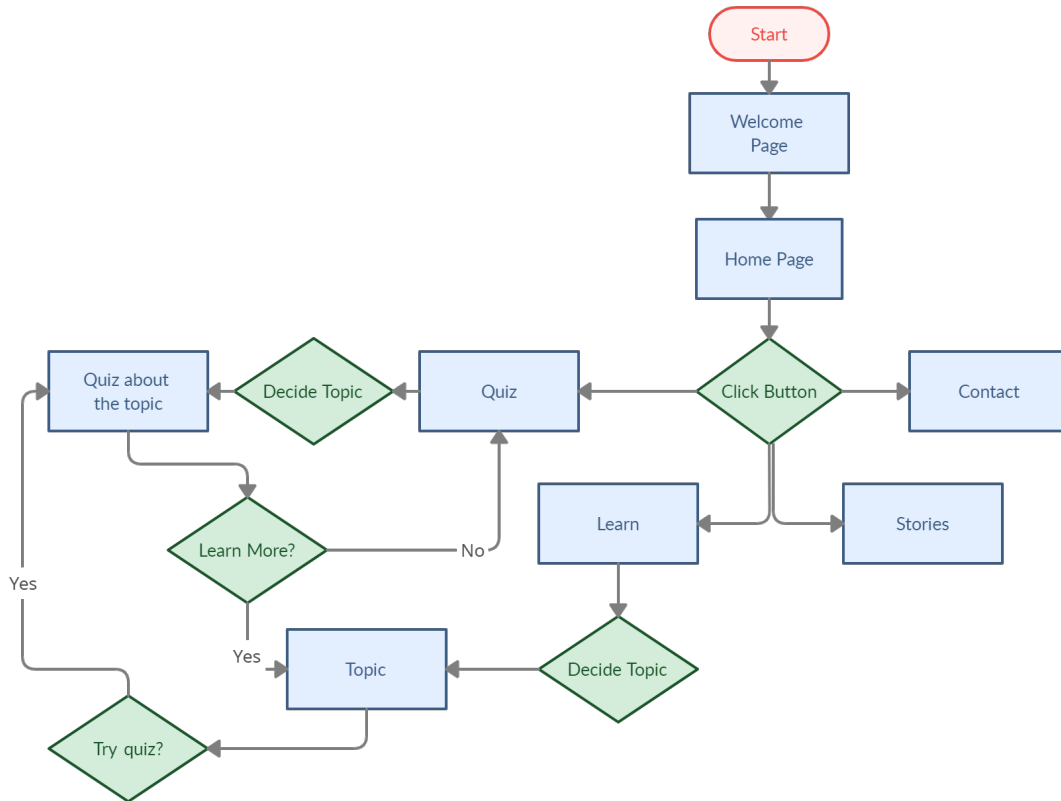 Start
Welcome
Page
Home Page
Quiz about
the topic
Decide Topic
Quiz
Click Button
Contact
Learn
Stories
Learn More?
No
Yes
Yes
Topic
Decide Topic
Try quiz?